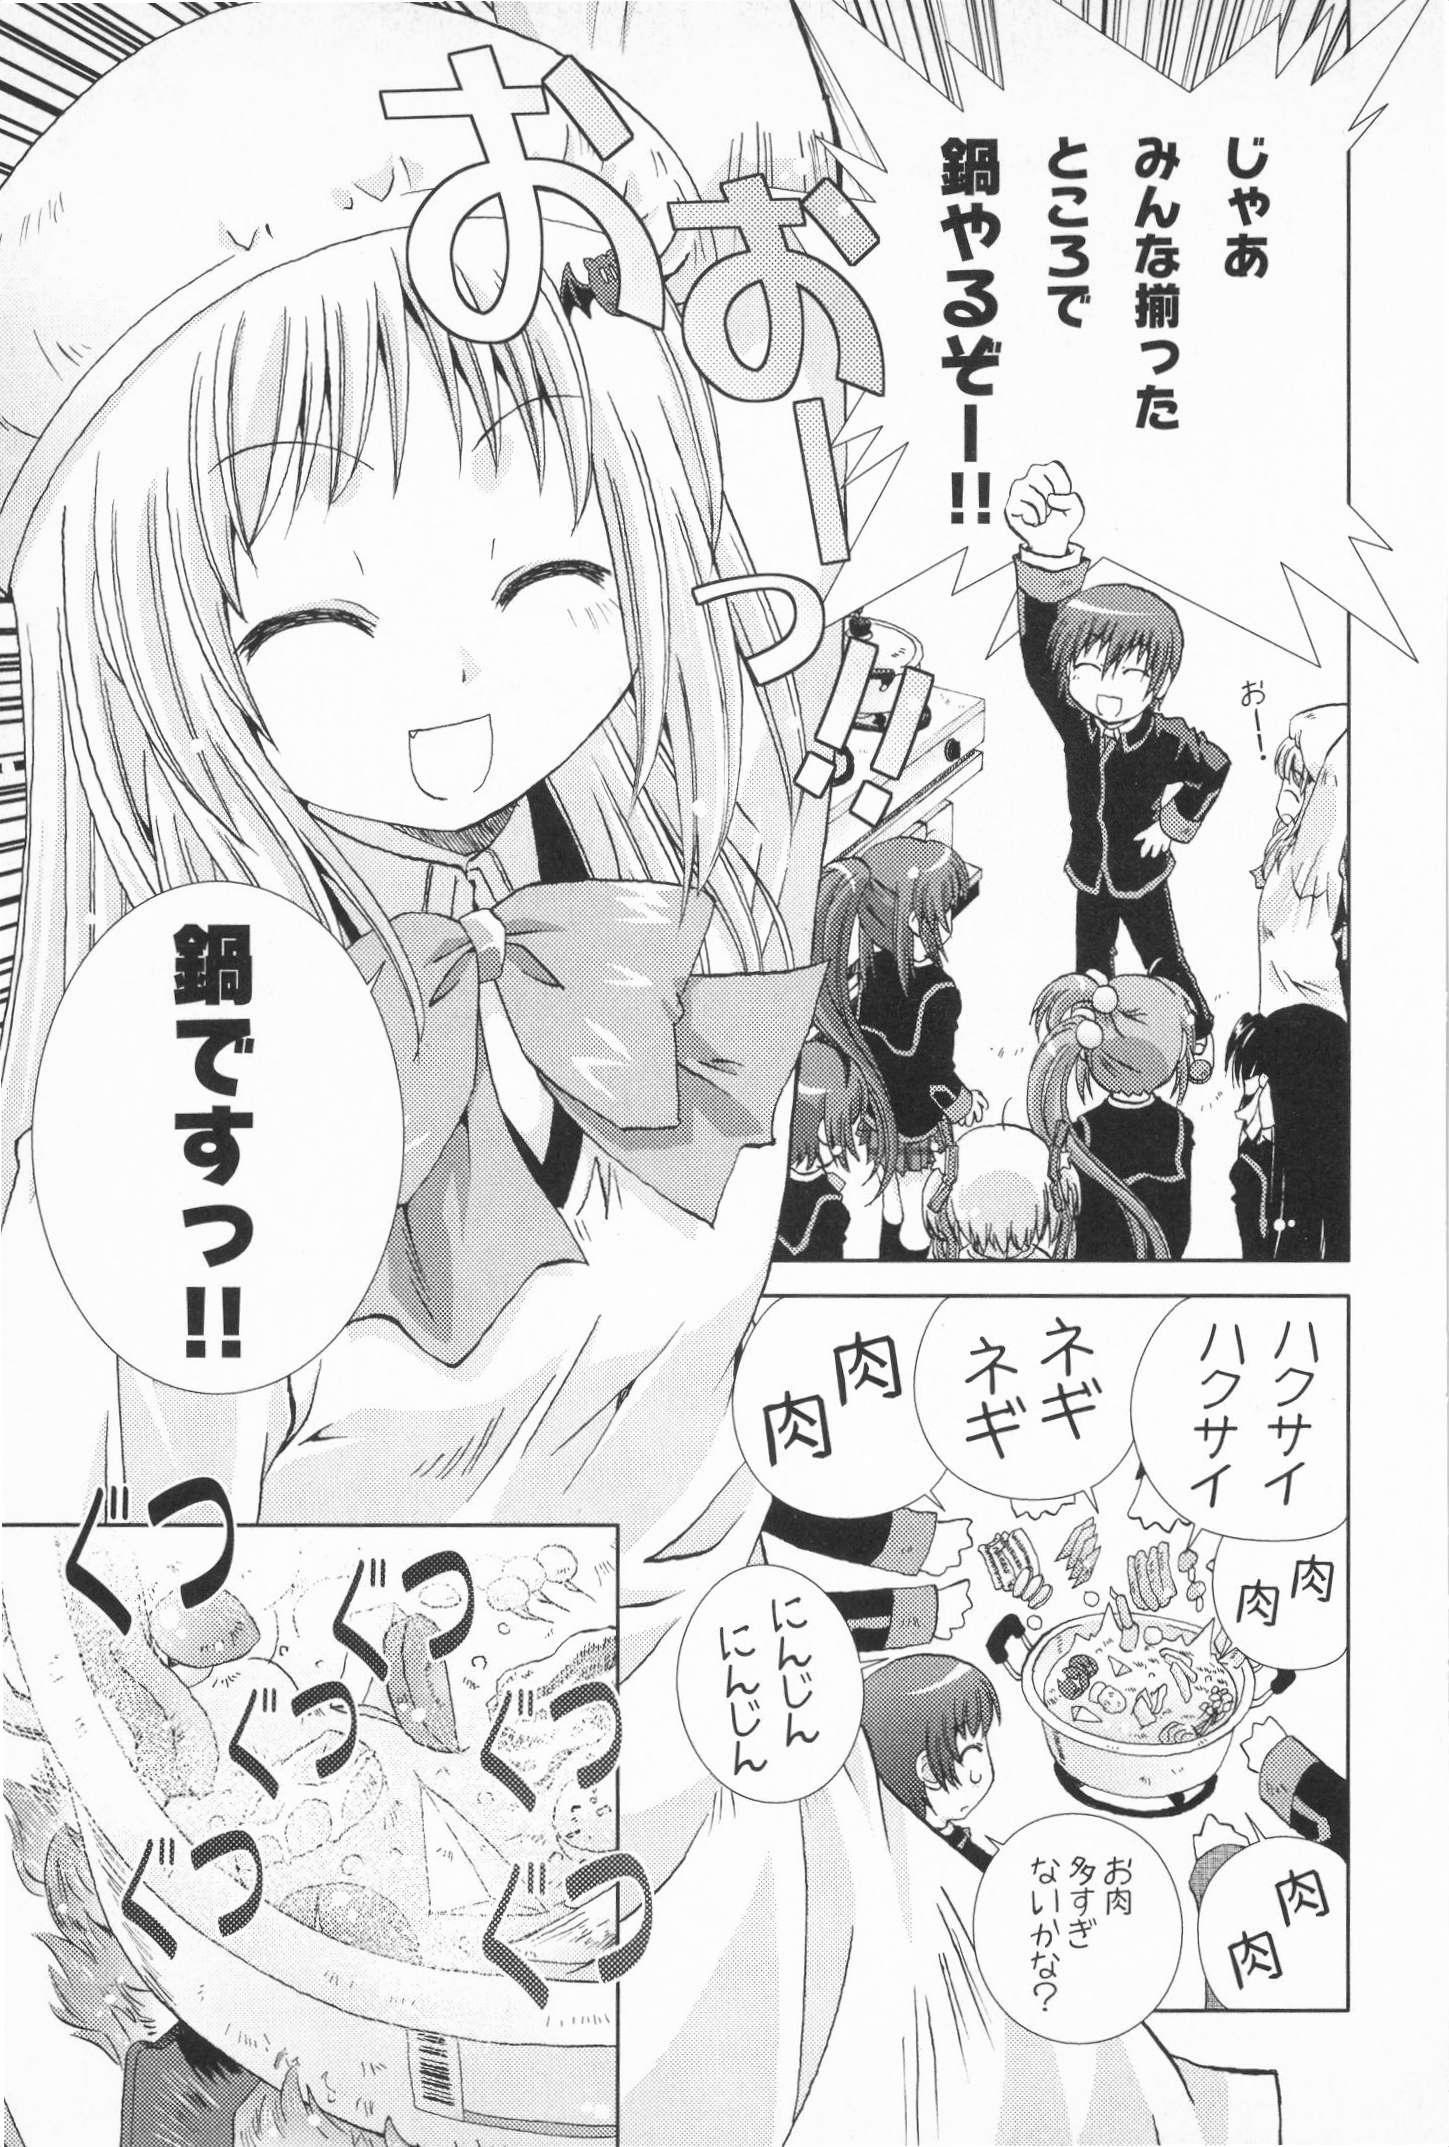 じゃあ
みんな揃った
ところで
鍋やるぞー!!
おー!
おおーっ!!
鍋ですっ!!
ハクサイ
ハクサイ
ネギ
ネギ
肉
肉
肉
肉
にんじん
にんじん
お肉
多すぎ
ないかな?
肉
肉
ぐつ
ぐつ
ぐつ
ぐつ
ぐつ
ぐつ